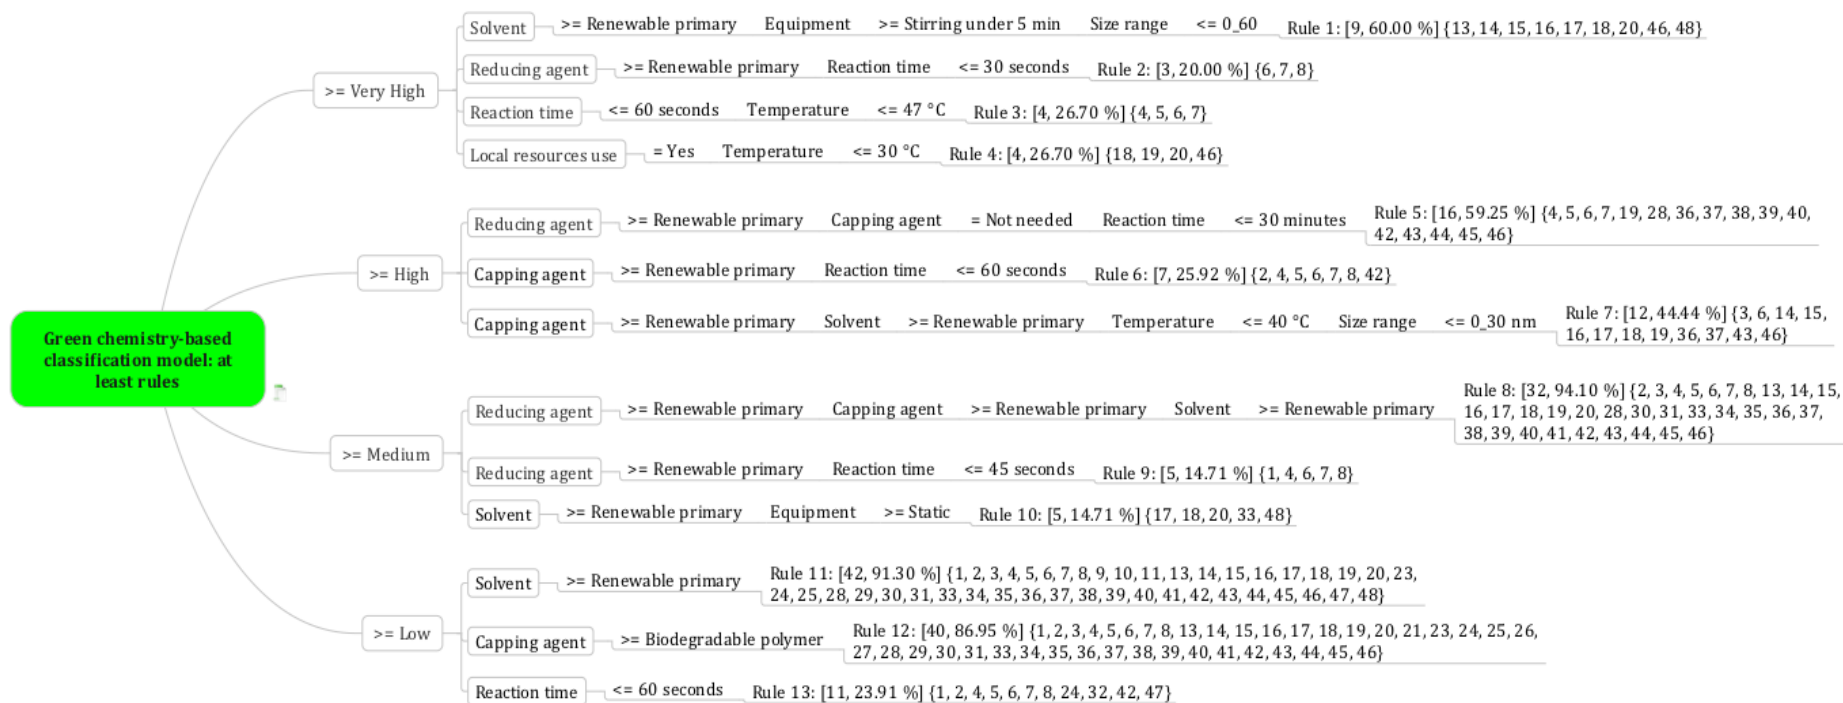 Green chemistry-based
classification model: at
least rules
>= Very High
Solvent >= Renewable primary Equipment >= Stirring under 5 min Size range <= 0_60 Rule 1: [9, 60.00 %] {13, 14, 15, 16, 17, 18, 20, 46, 48}
Reducing agent >= Renewable primary Reaction time <= 30 seconds Rule 2: [3, 20.00 %] {6, 7, 8}
Reaction time <= 60 seconds Temperature <= 47 °C Rule 3: [4, 26.70 %] {4, 5, 6, 7}
Local resources use = Yes Temperature <= 30 °C Rule 4: [4, 26.70 %] {18, 19, 20, 46}
>= High
Reducing agent >= Renewable primary Capping agent = Not needed Reaction time <= 30 minutes Rule 5: [16, 59.25 %] {4, 5, 6, 7, 19, 28, 36, 37, 38, 39, 40,
42, 43, 44, 45, 46}
Capping agent >= Renewable primary Reaction time <= 60 seconds Rule 6: [7, 25.92 %] {2, 4, 5, 6, 7, 8, 42}
Capping agent >= Renewable primary Solvent >= Renewable primary Temperature <= 40 °C Size range <= 0_30 nm Rule 7: [12, 44.44 %] {3, 6, 14, 15,
16, 17, 18, 19, 36, 37, 43, 46}
>= Medium
Reducing agent >= Renewable primary Capping agent >= Renewable primary Solvent >= Renewable primary Rule 8: [32, 94.10 %] {2, 3, 4, 5, 6, 7, 8, 13, 14, 15,
16, 17, 18, 19, 20, 28, 30, 31, 33, 34, 35, 36, 37,
38, 39, 40, 41, 42, 43, 44, 45, 46}
Reducing agent >= Renewable primary Reaction time <= 45 seconds Rule 9: [5, 14.71 %] {1, 4, 6, 7, 8}
Solvent >= Renewable primary Equipment >= Static Rule 10: [5, 14.71 %] {17, 18, 20, 33, 48}
>= Low
Solvent >= Renewable primary Rule 11: [42, 91.30 %] {1, 2, 3, 4, 5, 6, 7, 8, 9, 10, 11, 13, 14, 15, 16, 17, 18, 19, 20, 23,
24, 25, 28, 29, 30, 31, 33, 34, 35, 36, 37, 38, 39, 40, 41, 42, 43, 44, 45, 46, 47, 48}
Capping agent >= Biodegradable polymer Rule 12: [40, 86.95 %] {1, 2, 3, 4, 5, 6, 7, 8, 13, 14, 15, 16, 17, 18, 19, 20, 21, 23, 24, 25, 26,
27, 28, 29, 30, 31, 33, 34, 35, 36, 37, 38, 39, 40, 41, 42, 43, 44, 45, 46}
Reaction time <= 60 seconds Rule 13: [11, 23.91 %] {1, 2, 4, 5, 6, 7, 8, 24, 32, 42, 47}